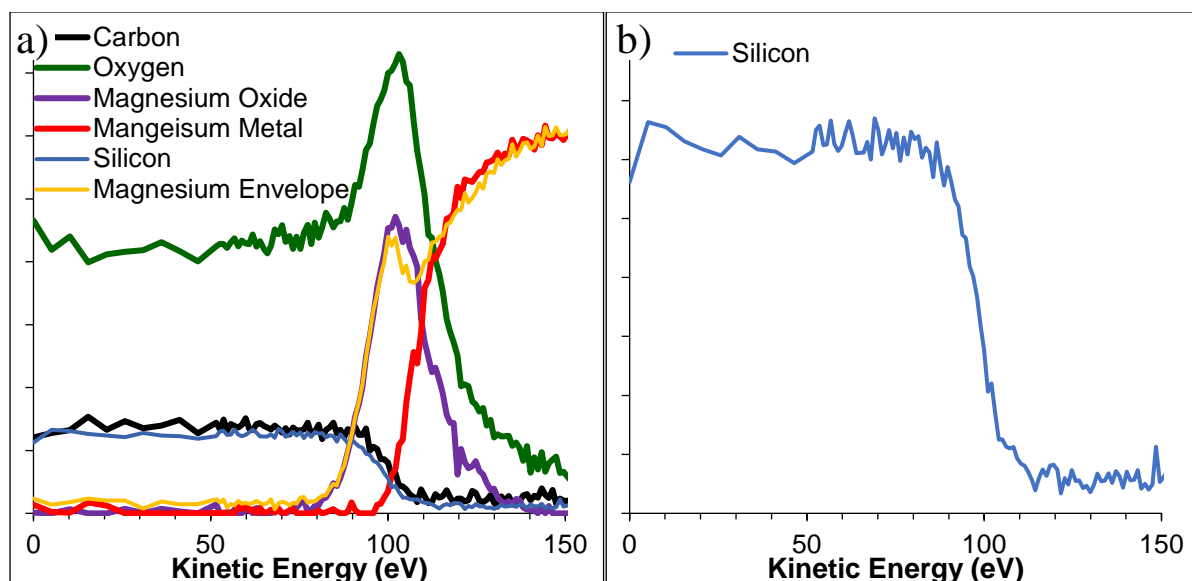 a)
Carbon
Oxygen
Magnesium Oxide
Mangeisum Metal
Silicon
Magnesium Envelope
0 50 100 150
Kinetic Energy (eV)
b)
Silicon
0 50 100 150
Kinetic Energy (eV)